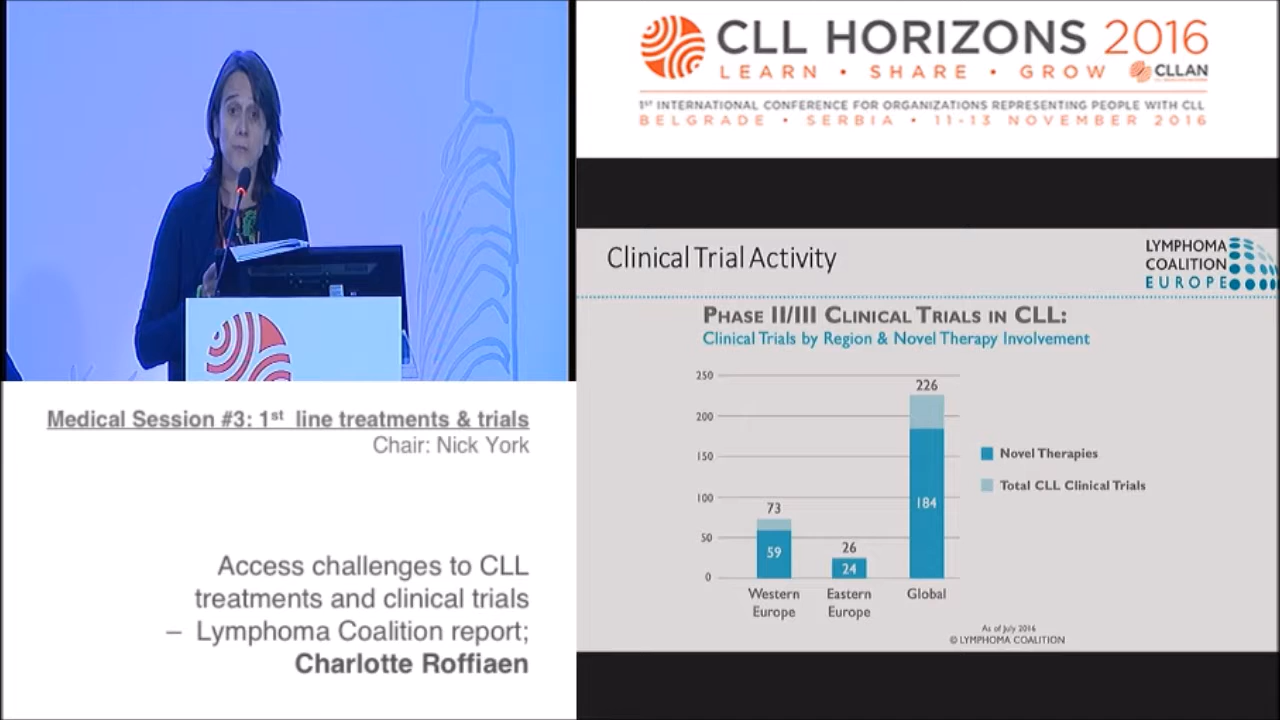 CLL HORIZONS 2016
LEARN • SHARE • GROW
CLLAN
1ST INTERNATIONAL CONFERENCE FOR ORGANIZATIONS REPRESENTING PEOPLE WITH CLL
BELGRADE • SERBIA • 11-13 NOVEMBER 2016
Medical Session #3: 1st line treatments & trials
Chair: Nick York
Access challenges to CLL
treatments and clinical trials
– Lymphoma Coalition report;
Charlotte Roffiaen
Clinical Trial Activity
LYMPHOMA
COALITION
EUROPE
PHASE II/III CLINICAL TRIALS IN CLL:
Clinical Trials by Region & Novel Therapy Involvement
250
200
150
100
50
0
73
59
26
24
226
184
Western
Europe
Eastern
Europe
Global
Novel Therapies
Total CLL Clinical Trials
As of July 2016
© LYMPHOMA COALITION